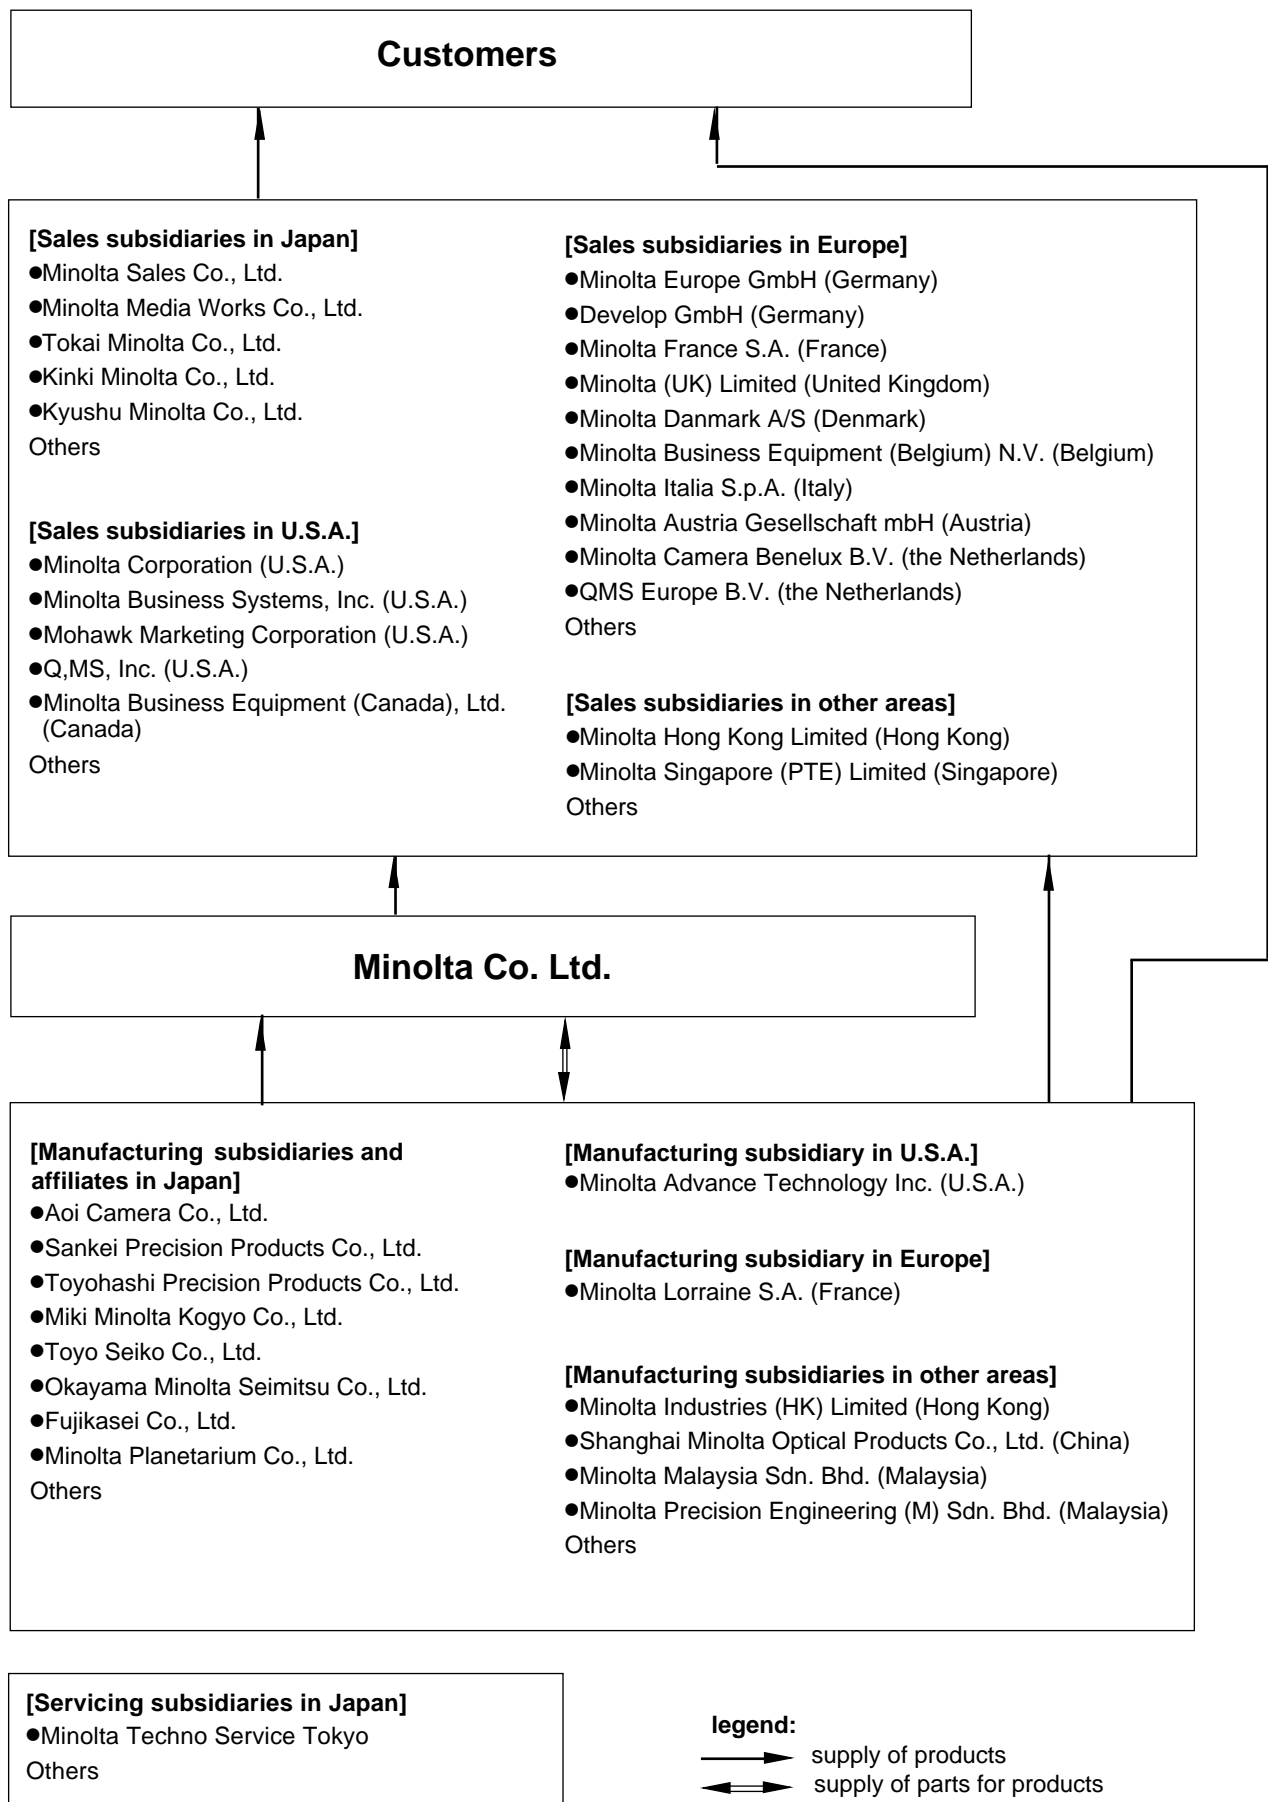 Customers
[Sales subsidiaries in Japan]
●Minolta Sales Co., Ltd.
●Minolta Media Works Co., Ltd.
●Tokai Minolta Co., Ltd.
●Kinki Minolta Co., Ltd.
●Kyushu Minolta Co., Ltd.
Others
[Sales subsidiaries in U.S.A.]
●Minolta Corporation (U.S.A.)
●Minolta Business Systems, Inc. (U.S.A.)
●Mohawk Marketing Corporation (U.S.A.)
●Q,MS, Inc. (U.S.A.)
●Minolta Business Equipment (Canada), Ltd.
(Canada)
Others
[Sales subsidiaries in Europe]
●Minolta Europe GmbH (Germany)
●Develop GmbH (Germany)
●Minolta France S.A. (France)
●Minolta (UK) Limited (United Kingdom)
●Minolta Danmark A/S (Denmark)
●Minolta Business Equipment (Belgium) N.V. (Belgium)
●Minolta Italia S.p.A. (Italy)
●Minolta Austria Gesellschaft mbH (Austria)
●Minolta Camera Benelux B.V. (the Netherlands)
●QMS Europe B.V. (the Netherlands)
Others
[Sales subsidiaries in other areas]
●Minolta Hong Kong Limited (Hong Kong)
●Minolta Singapore (PTE) Limited (Singapore)
Others
Minolta Co. Ltd.
[Manufacturing subsidiaries and
affiliates in Japan]
●Aoi Camera Co., Ltd.
●Sankei Precision Products Co., Ltd.
●Toyohashi Precision Products Co., Ltd.
●Miki Minolta Kogyo Co., Ltd.
●Toyo Seiko Co., Ltd.
●Okayama Minolta Seimitsu Co., Ltd.
●Fujikasei Co., Ltd.
●Minolta Planetarium Co., Ltd.
Others
[Manufacturing subsidiary in U.S.A.]
●Minolta Advance Technology Inc. (U.S.A.)
[Manufacturing subsidiary in Europe]
●Minolta Lorraine S.A. (France)
[Manufacturing subsidiaries in other areas]
●Minolta Industries (HK) Limited (Hong Kong)
●Shanghai Minolta Optical Products Co., Ltd. (China)
●Minolta Malaysia Sdn. Bhd. (Malaysia)
●Minolta Precision Engineering (M) Sdn. Bhd. (Malaysia)
Others
[Servicing subsidiaries in Japan]
●Minolta Techno Service Tokyo
Others
legend:
supply of products
supply of parts for products